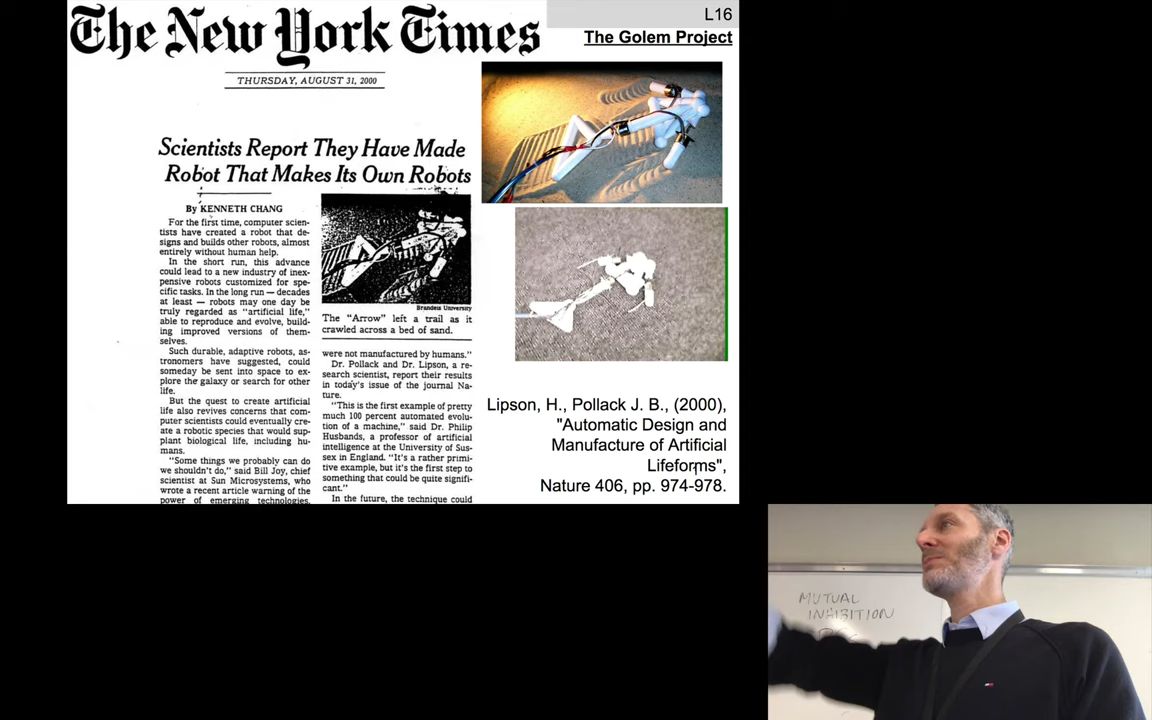 The New York Times
THURSDAY, AUGUST 31, 2000
Scientists Report They Have Made
Robot That Makes Its Own Robots
By KENNETH CHANG
For the first time, computer scien-
tists have created a robot that de-
signs and builds other robots, almost
entirely without human help.
In the short run, this advance
could lead to a new industry of inex-
pensive robots customized for spe-
cific tasks. In the long run — decades
at least — robots may one day be
truly regarded as "artificial life,"
able to reproduce and evolve, build-
ing improved versions of them-
selves.
Such durable, adaptive robots, as-
tronomers have suggested, could
someday be sent into space to ex-
plore the galaxy or search for other
life.
But the quest to create artificial
life also revives concerns that com-
puter scientists could eventually cre-
ate a robotic species that would sup-
plant biological life, including hu-
mans.
"Some things we probably can do
we shouldn't do," said Bill Joy, chief
scientist at Sun Microsystems, who
wrote a recent article warning of the
power of emerging technologies,
Brandeis University
The "Arrow" left a trail as it
crawled across a bed of sand.
were not manufactured by humans."
Dr. Pollack and Dr. Lipson, a re-
search scientist, report their results
in today's issue of the journal Na-
ture.
"This is the first example of pretty
much 100 percent automated evolu-
tion of a machine," said Dr. Philip
Husbands, a professor of artificial
intelligence at the University of Sus-
sex in England. "It's a rather primi-
tive example, but it's the first step to
something that could be quite signifi-
cant."
In the future, the technique could
L16
The Golem Project
Lipson, H., Pollack J. B., (2000),
"Automatic Design and
Manufacture of Artificial
Lifeforms",
Nature 406, pp. 974-978.
MUTUAL
INHIBITION